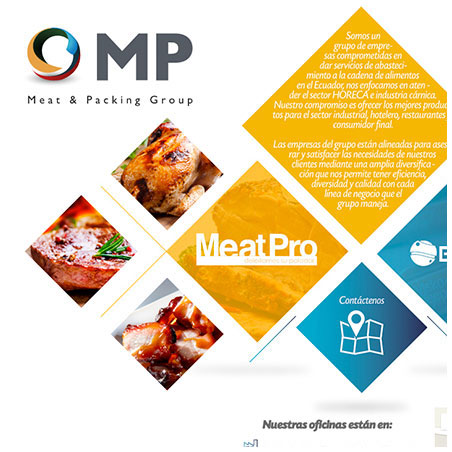 MP
Meat & Packing Group
Somos un
grupo de empre-
sas comprometidas en
dar servicios de abasteci-
miento a la cadena de alimentas
en el Ecuador, nos enfocamos en aten-
der el sector HORECA e industria cárnica.
Nuestro compromiso es ofrecer los mejores produc
tos para el sector industrial, hotelero, restaurantes
consumidor final.
Las empresas del grupo están alineadas para ases
rar y satisfacer las necesidades de nuestros
clientes mediante una amplia diversifica-
ción que nos permite tener eficiencia,
diversidad y calidad con cada
línea de negocio que el
grupo maneja.
MeatPro
Contáctenos
Nuestras oficinas están en: